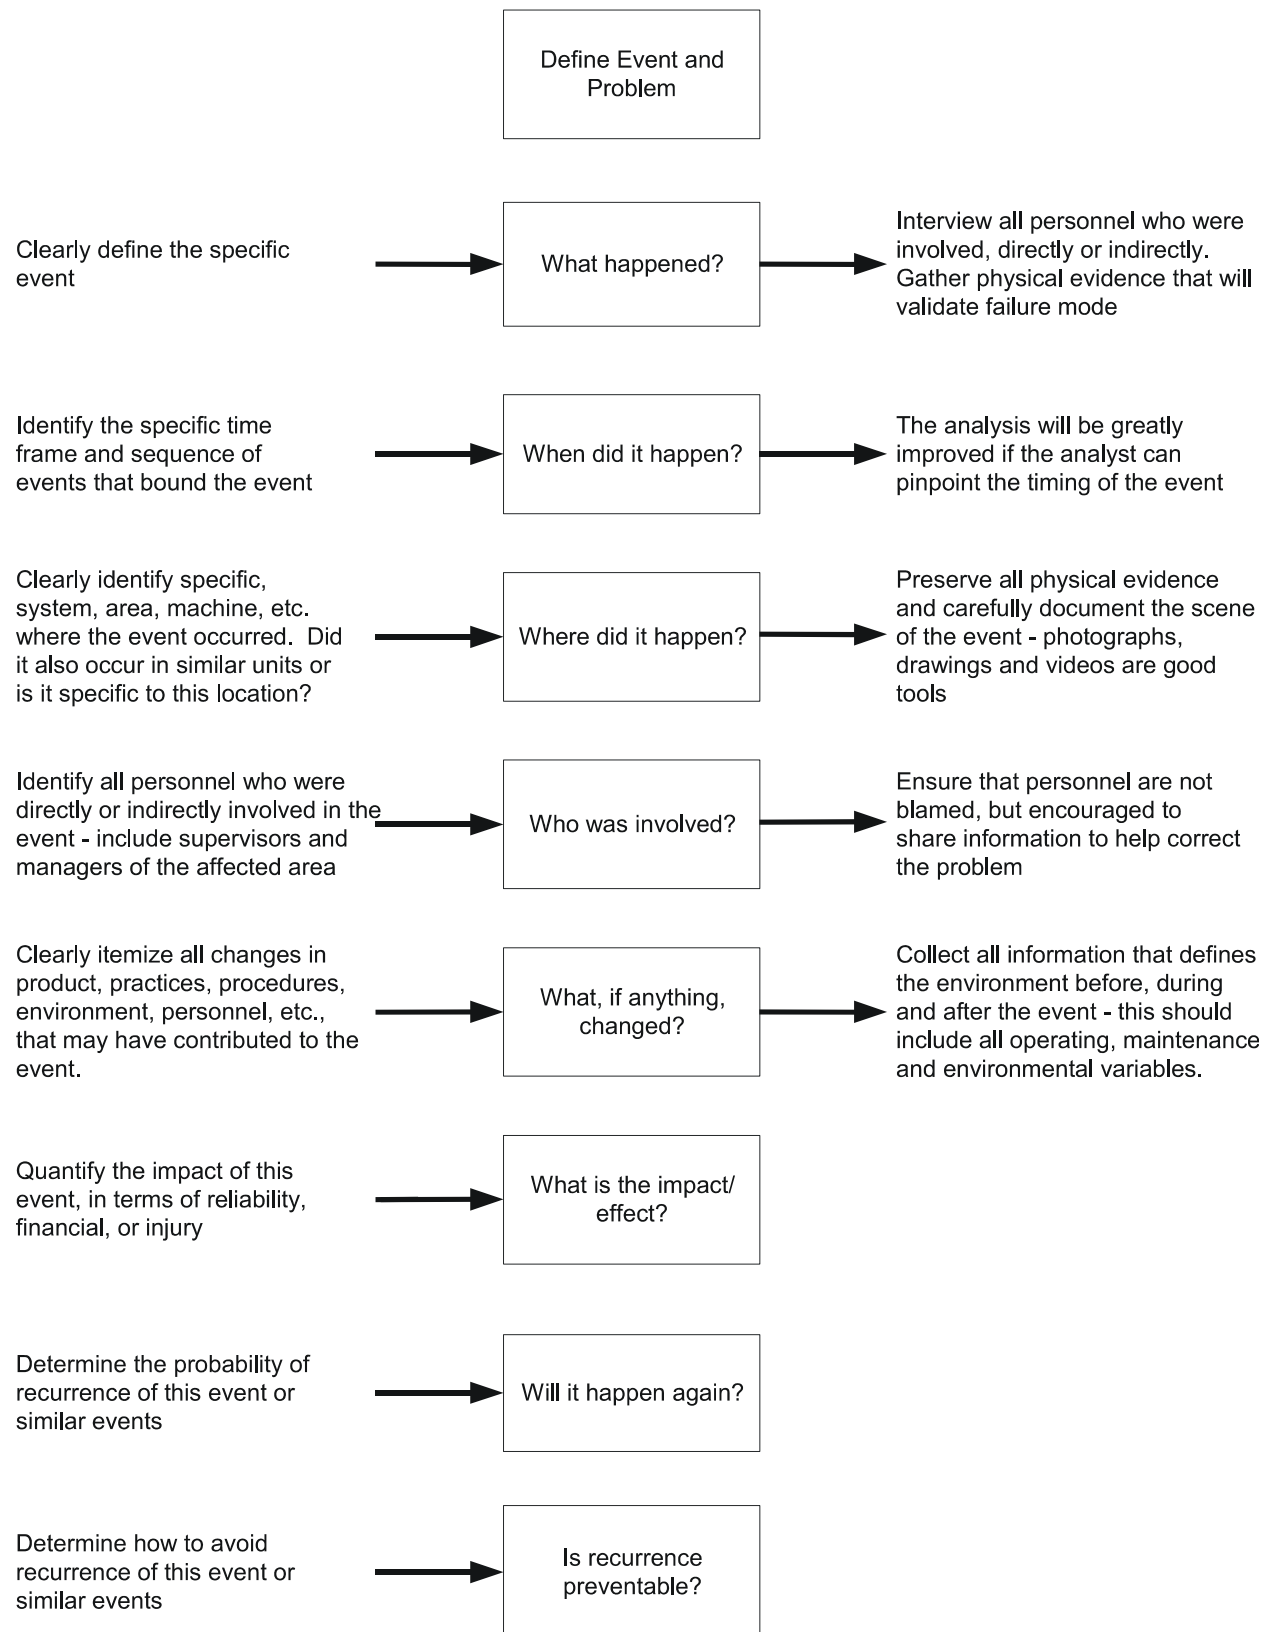 Define Event and
Problem
Clearly define the specific
event
What happened?
Interview all personnel who were
involved, directly or indirectly.
Gather physical evidence that will
validate failure mode
Identify the specific time
frame and sequence of
events that bound the event
When did it happen?
The analysis will be greatly
improved if the analyst can
pinpoint the timing of the event
Clearly identify specific,
system, area, machine, etc.
where the event occurred.  Did
it also occur in similar units or
is it specific to this location?
Where did it happen?
Preserve all physical evidence
and carefully document the scene
of the event - photographs,
drawings and videos are good
tools
Identify all personnel who were
directly or indirectly involved in the
event - include supervisors and
managers of the affected area
Who was involved?
Ensure that personnel are not
blamed, but encouraged to
share information to help correct
the problem
Clearly itemize all changes in
product, practices, procedures,
environment, personnel, etc.,
that may have contributed to the
event.
What, if anything,
changed?
Collect all information that defines
the environment before, during
and after the event - this should
include all operating, maintenance
and environmental variables.
Quantify the impact of this
event, in terms of reliability,
financial, or injury
What is the impact/
effect?
Determine the probability of
recurrence of this event or
similar events
Will it happen again?
Determine how to avoid
recurrence of this event or
similar events
Is recurrence
preventable?